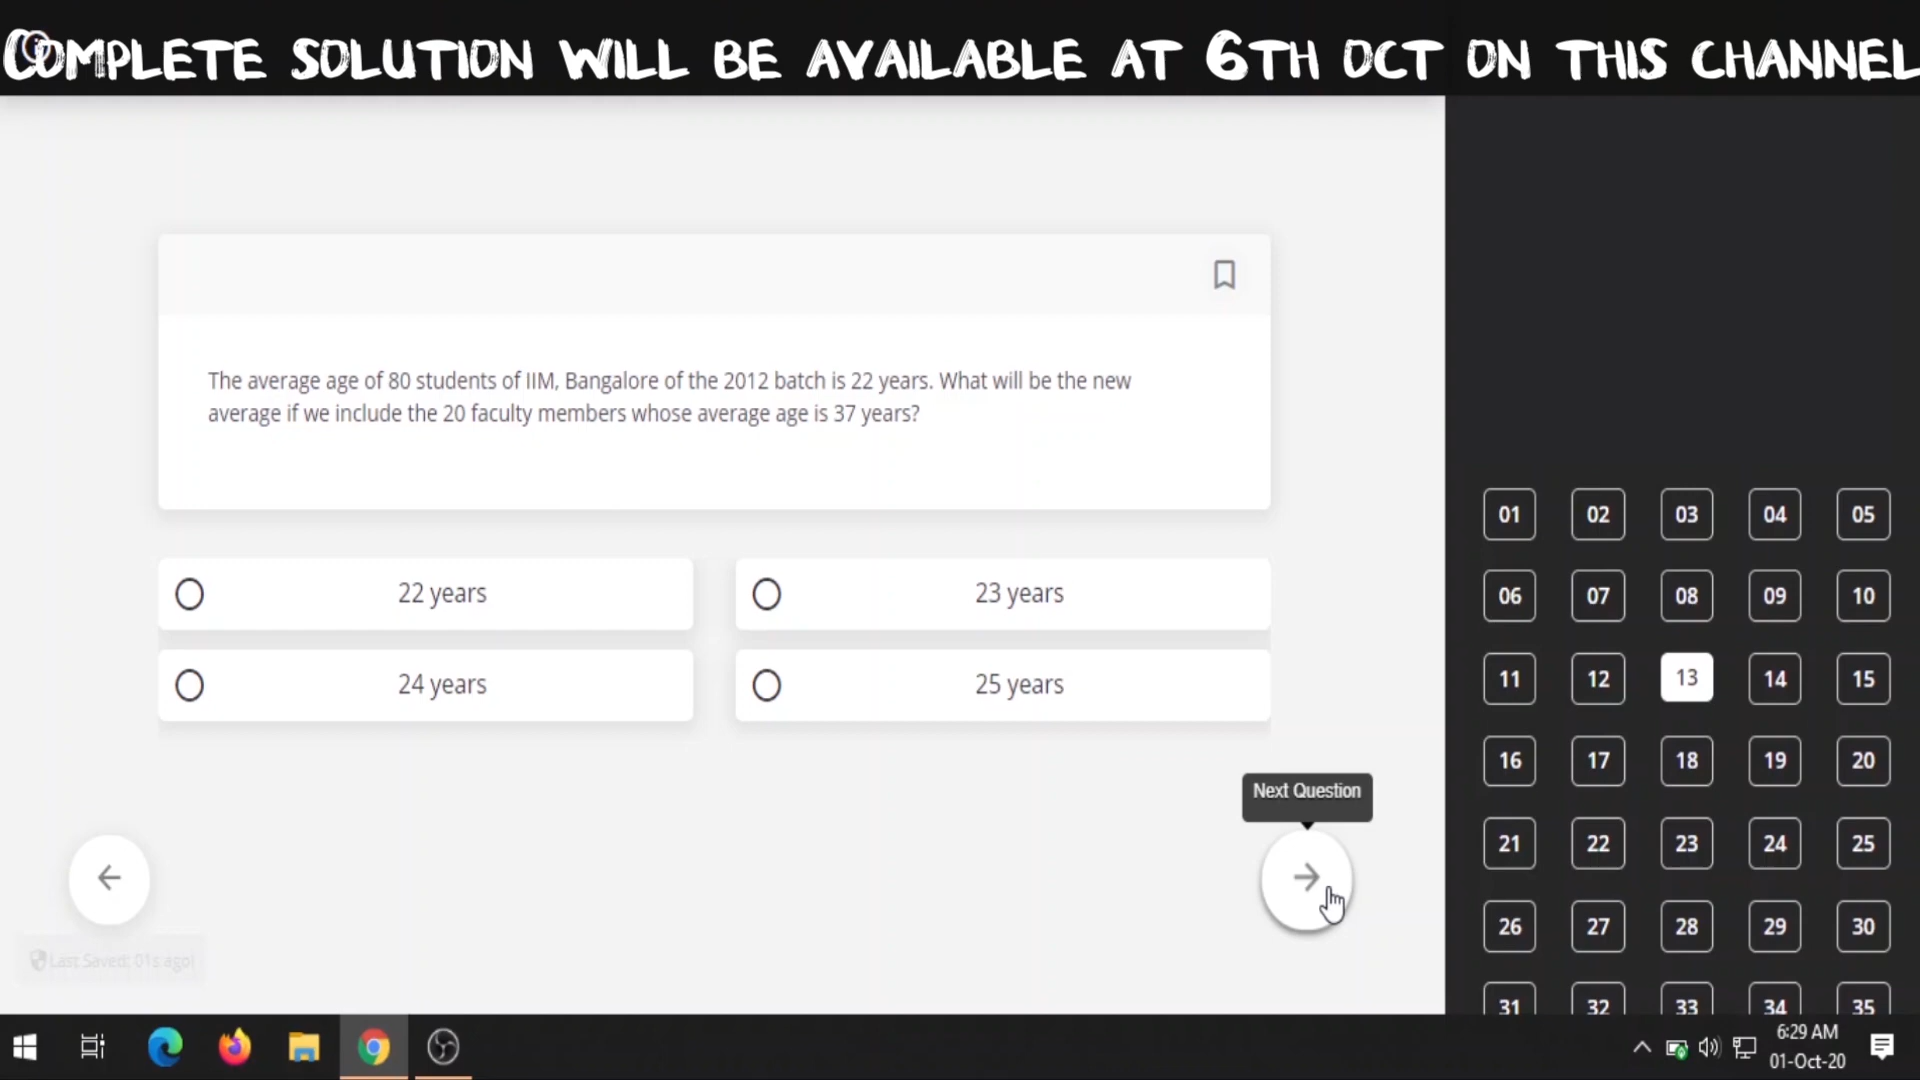 COMPLETE SOLUTION WILL BE AVAILABLE AT 6TH OCT ON THIS CHANNEL
The average age of 80 students of IIM, Bangalore of the 2012 batch is 22 years. What will be the new
average if we include the 20 faculty members whose average age is 37 years?
22 years
23 years
24 years
25 years
Next Question
Last Saved: 01s ago!
01 02 03 04 05
06 07 08 09 10
11 12 13 14 15
16 17 18 19 20
21 22 23 24 25
26 27 28 29 30
31 32 33 34 35
6:29 AM
01-Oct-20